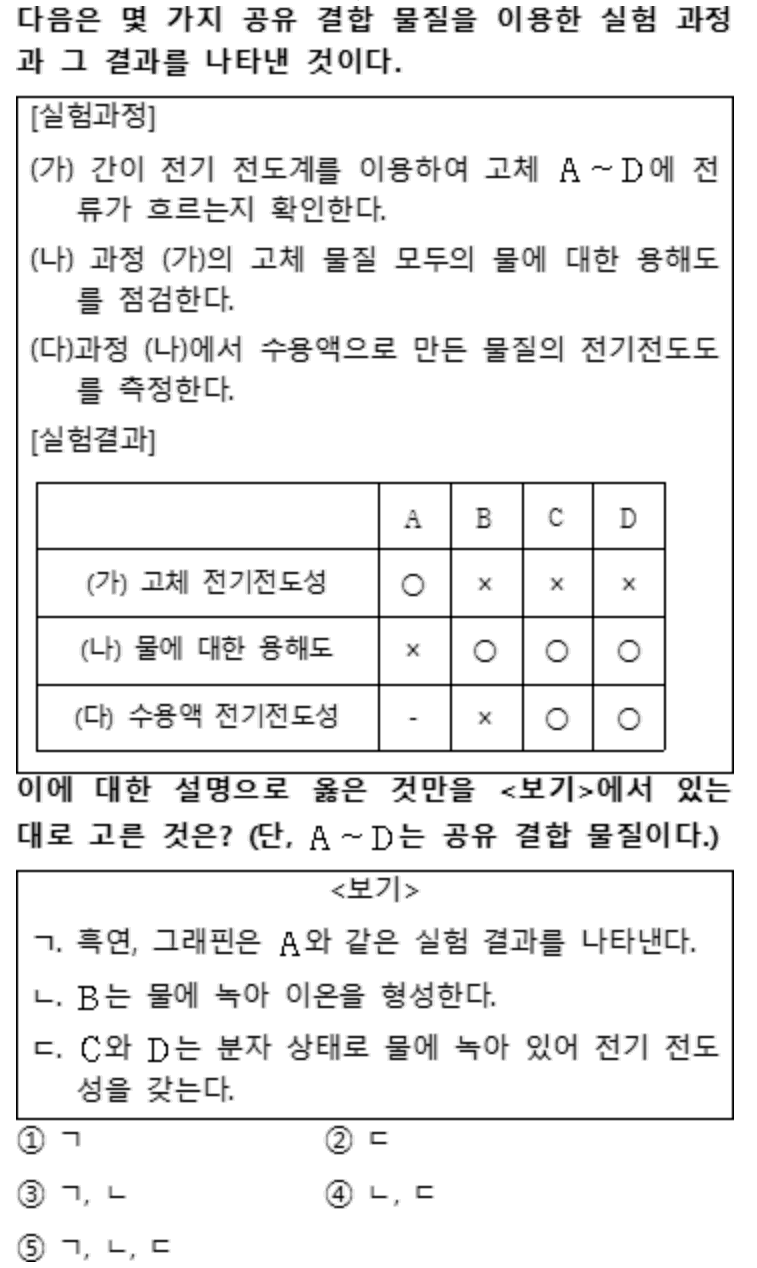 다음은 몇 가지 공유 결합 물질을 이용한 실험 과정
과 그 결과를 나타낸 것이다.
[실험과정]
(가) 간이 전기 전도계를 이용하여 고체 A ~ D에 전
류가 흐르는지 확인한다.
(나) 과정 (가)의 고체 물질 모두의 물에 대한 용해도
를 점검한다.
(다)과정 (나)에서 수용액으로 만든 물질의 전기전도도
를 측정한다.
[실험결과]
A B C D
(가) 고체 전기전도성 ○ × × ×
(나) 물에 대한 용해도 × ○ ○ ○
(다) 수용액 전기전도성 - × ○ ○
이에 대한 설명으로 옳은 것만을 <보기>에서 있는
대로 고른 것은? (단, A ~ D는 공유 결합 물질이다.)
<보기>
ㄱ. 흑연, 그래핀은 A와 같은 실험 결과를 나타낸다.
ㄴ. B는 물에 녹아 이온을 형성한다.
ㄷ. C와 D는 분자 상태로 물에 녹아 있어 전기 전도
성을 갖는다.
① ㄱ ② ㄷ
③ ㄱ, ㄴ ④ ㄴ, ㄷ
⑤ ㄱ, ㄴ, ㄷ